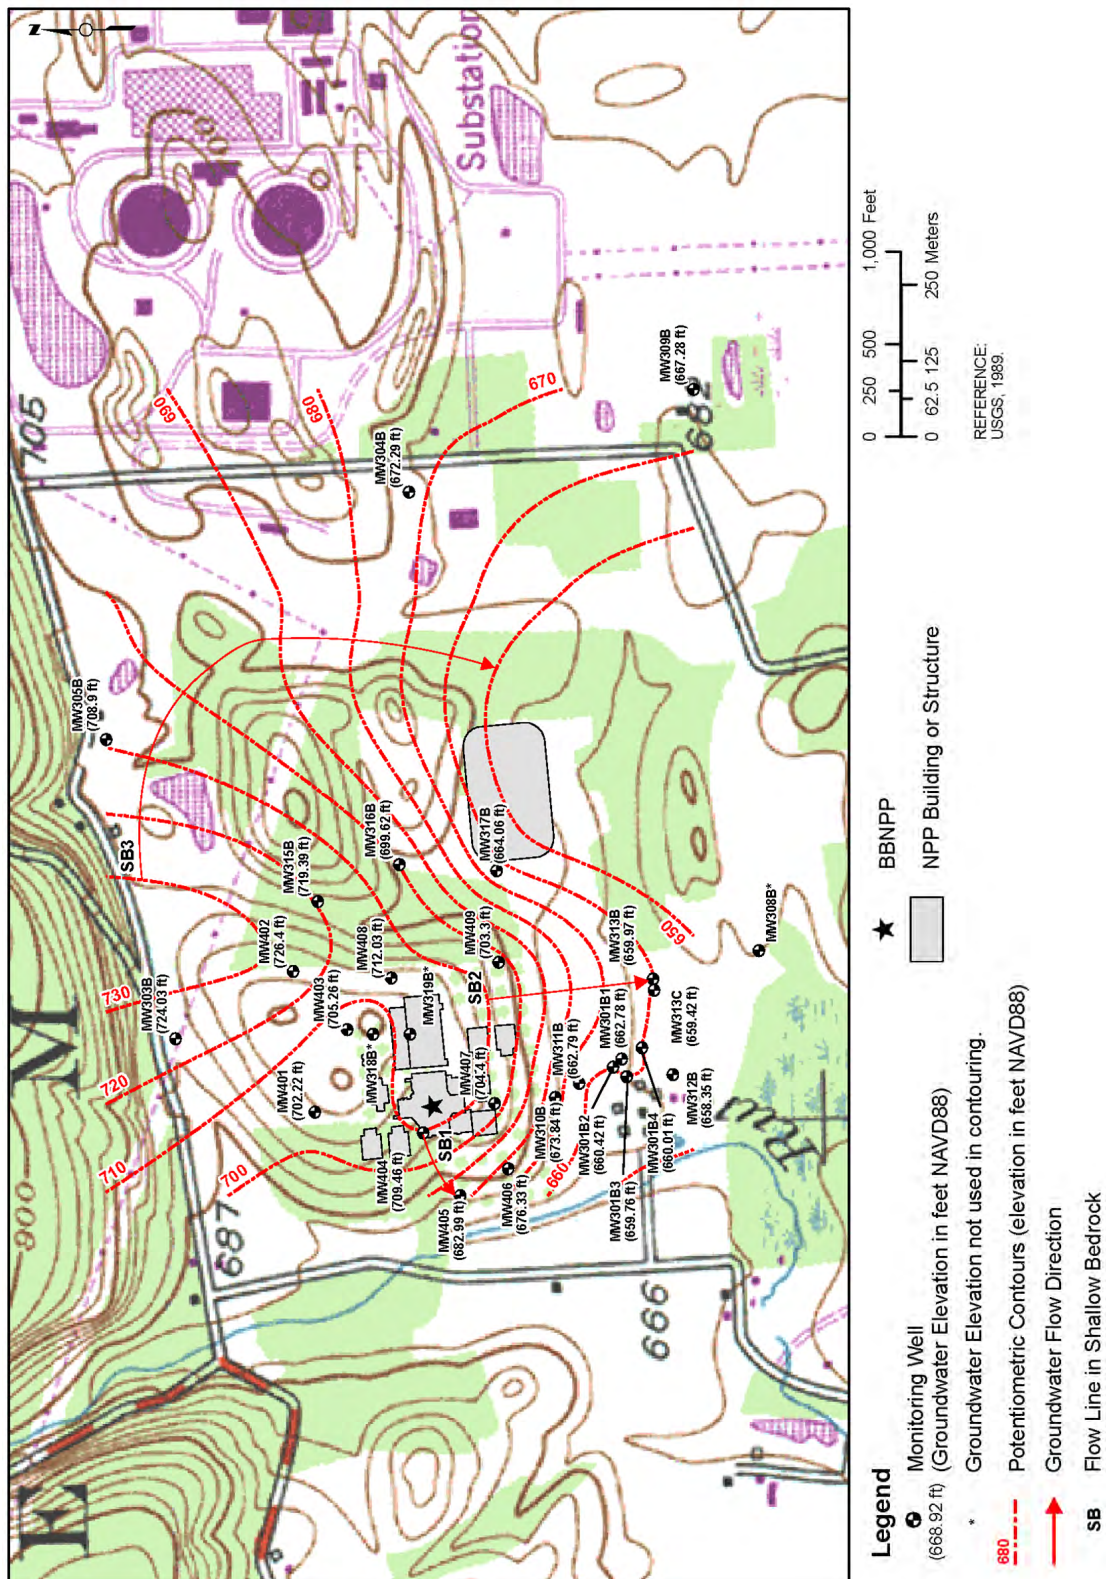 N
Substation
705
M
900
E
687
666
682
Run
MW305B
(708.9 ft)
SB3
MW303B
(724.03 ft)
730
720
710
700
690
680
670
660
650
MW402
(726.4 ft)
MW315B
(719.39 ft)
MW316B
(699.62 ft)
MW304B
(672.29 ft)
MW309B
(667.28 ft)
MW401
(702.22 ft)
MW403
(705.26 ft)
MW408
(712.03 ft)
MW318B*
MW319B*
MW317B
(664.06 ft)
MW409
(703.3 ft)
SB2
SB1
MW404
(709.46 ft)
MW407
(704.4 ft)
MW405
(682.99 ft)
MW406
(676.33 ft)
MW310B
(673.84 ft)
MW311B
(662.79 ft)
MW301B1
(662.78 ft)
MW301B2
(660.42 ft)
MW301B3
(659.76 ft)
MW301B4
(660.01 ft)
MW312B
(658.35 ft)
MW313B
(659.97 ft)
MW313C
(659.42 ft)
MW308B*
Legend
Monitoring Well
(668.92 ft) (Groundwater Elevation in feet NAVD88)
* Groundwater Elevation not used in contouring.
680 Potentiometric Contours (elevation in feet NAVD88)
Groundwater Flow Direction
SB Flow Line in Shallow Bedrock
BBNPP
NPP Building or Structure
0 250 500 1,000 Feet
0 62.5 125 250 Meters
REFERENCE:
USGS, 1989.